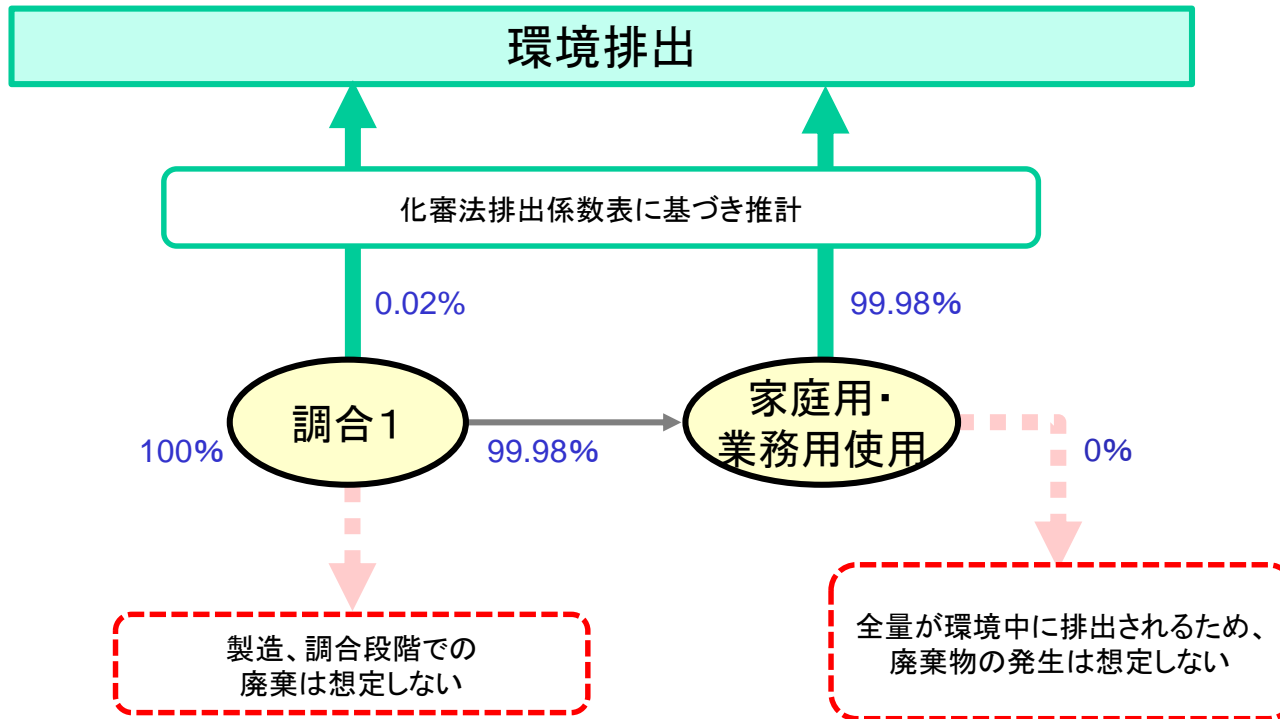 環境排出
化審法排出係数表に基づき推計
0.02%
99.98%
調合1
家庭用・
業務用使用
100%
99.98%
0%
製造、調合段階での
廃棄は想定しない
全量が環境中に排出されるため、
廃棄物の発生は想定しない